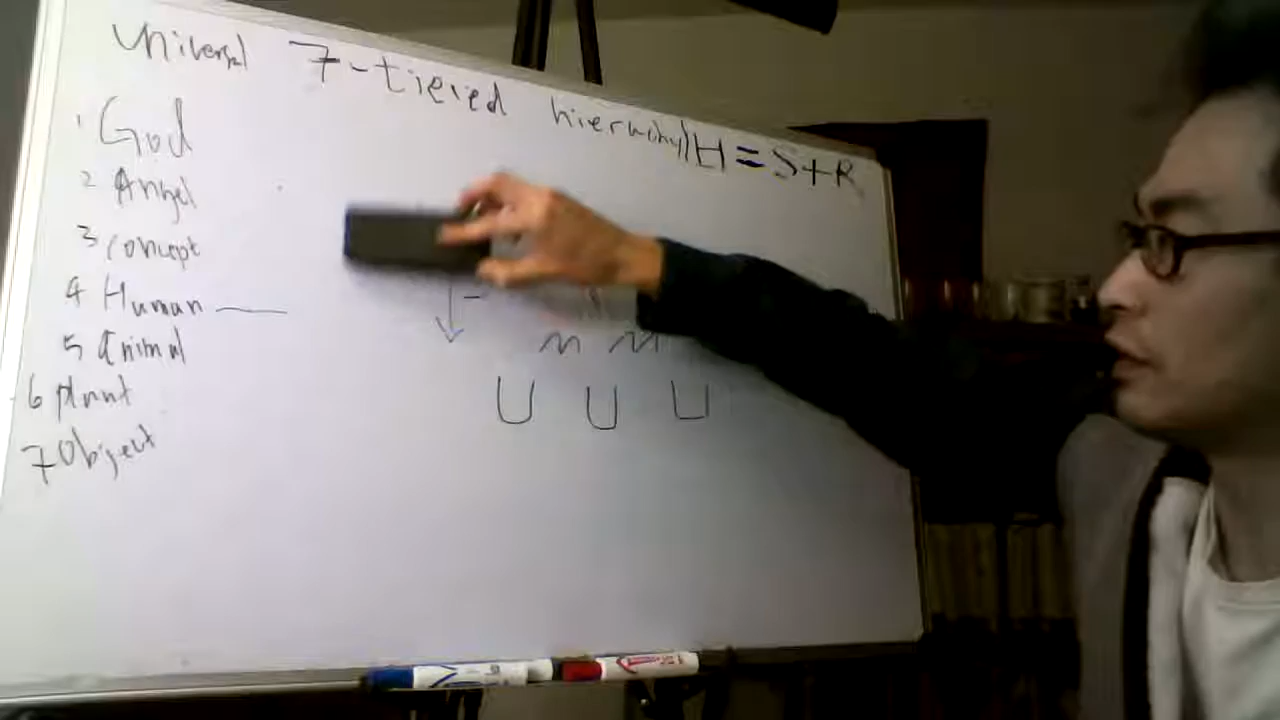 Universal 7-tiered hierarchy H = S + R
1 God
2 Angel
3 concept
4 Human
5 Animal
6 plant
7 Object